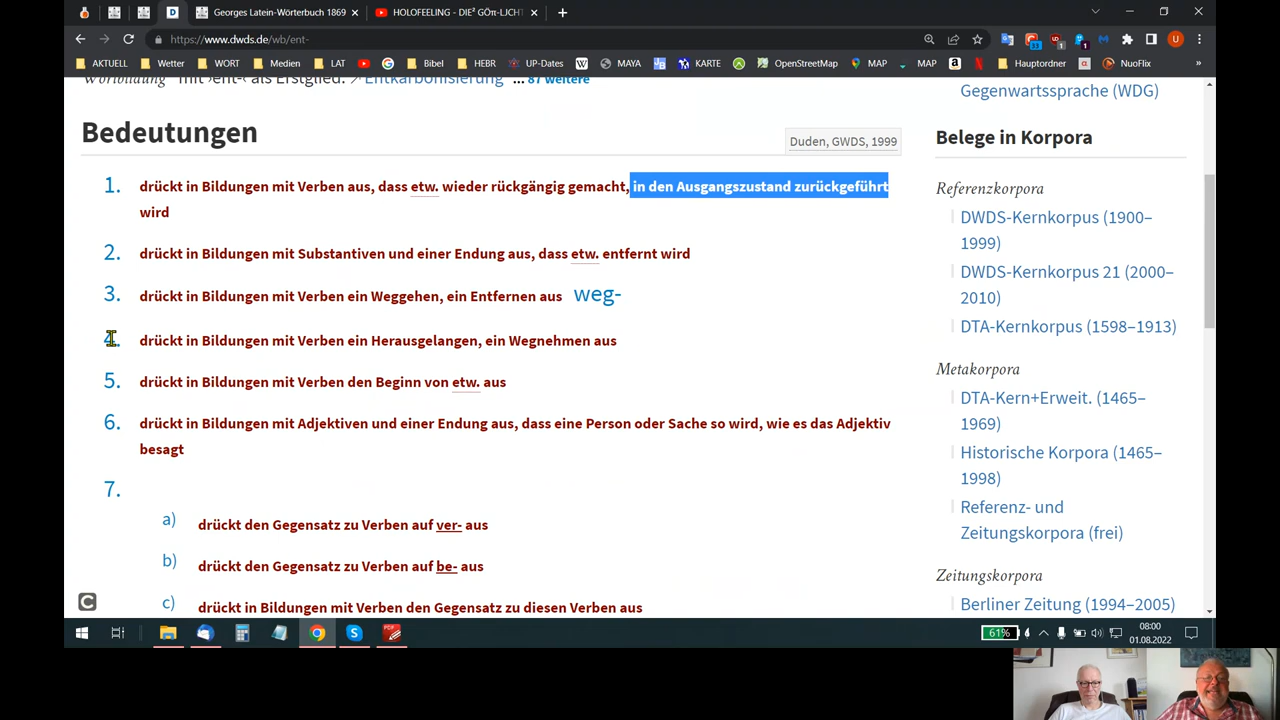 Georges Latein-Wörterbuch 1869
HOLOFEELING - DIE² GÖπ-LJCHT
https://www.dwds.de/wb/ent-
AKTUELL Wetter WORT Medien LAT Bibel HEBR UP-Dates MAYA KARTE OpenStreetMap MAP MAP Hauptordner NuoFlix »
Wortbildung mit ›ent-‹ als Erstglied: ↗ Entkarbonisierung ... 87 weitere
Gegenwartssprache (WDG)
Bedeutungen
Duden, GWDS, 1999
Belege in Korpora
1. drückt in Bildungen mit Verben aus, dass etw. wieder rückgängig gemacht, in den Ausgangszustand zurückgeführt
wird
2. drückt in Bildungen mit Substantiven und einer Endung aus, dass etw. entfernt wird
3. drückt in Bildungen mit Verben ein Weggehen, ein Entfernen aus weg-
4. drückt in Bildungen mit Verben ein Herausgelangen, ein Wegnehmen aus
5. drückt in Bildungen mit Verben den Beginn von etw. aus
6. drückt in Bildungen mit Adjektiven und einer Endung aus, dass eine Person oder Sache so wird, wie es das Adjektiv
besagt
7.
a) drückt den Gegensatz zu Verben auf ver- aus
b) drückt den Gegensatz zu Verben auf be- aus
c) drückt in Bildungen mit Verben den Gegensatz zu diesen Verben aus
Referenzkorpora
DWDS-Kernkorpus (1900–
1999)
DWDS-Kernkorpus 21 (2000–
2010)
DTA-Kernkorpus (1598–1913)
Metakorpora
DTA-Kern+Erweit. (1465–
1969)
Historische Korpora (1465–
1998)
Referenz- und
Zeitungskorpora (frei)
Zeitungskorpora
Berliner Zeitung (1994–2005)
61%
08:00
01.08.2022